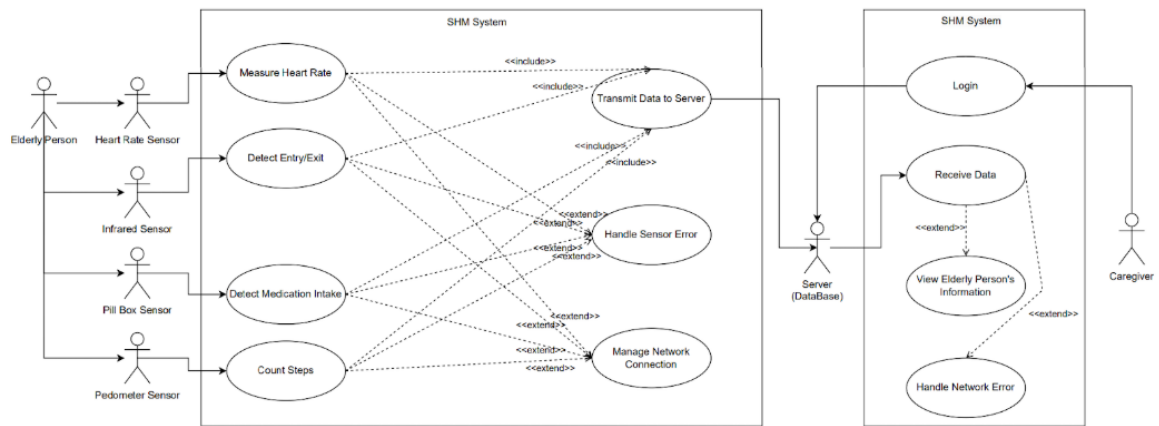 SHM System
SHM System
Measure Heart Rate
<<include>>
<<include>>
Transmit Data to Server
Login
Elderly Person
Heart Rate Sensor
Detect Entry/Exit
<<include>>
<<include>>
Receive Data
Infrared Sensor
<<extend>>
<<extend>>
<<extend>>
<<extend>>
Handle Sensor Error
<<extend>>
Server
(DataBase)
Caregiver
Detect Medication Intake
View Elderly Person's
Information
Pill Box Sensor
<<extend>>
<<extend>>
<<extend>>
<<extend>>
<<extend>>
Manage Network
Connection
Count Steps
Handle Network Error
Pedometer Sensor